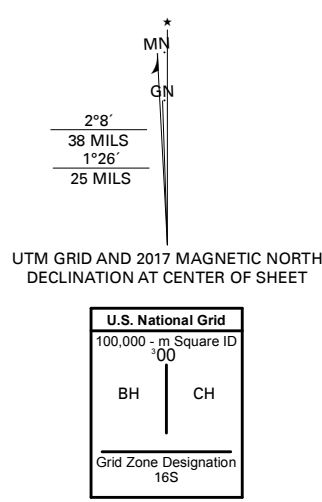 MN
GN
2°8´
38 MILS
1°26´
25 MILS
UTM GRID AND 2017 MAGNETIC NORTH
DECLINATION AT CENTER OF SHEET
U.S. National Grid
100,000 - m Square ID
³00
BH CH
Grid Zone Designation
16S